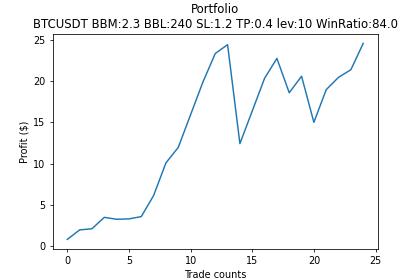 Portfolio
BTCUSDT BBM:2.3 BBL:240 SL:1.2 TP:0.4 lev:10 WinRatio:84.0
25
20
15
10
5
0
Profit ($)
0 5 10 15 20 25
Trade counts